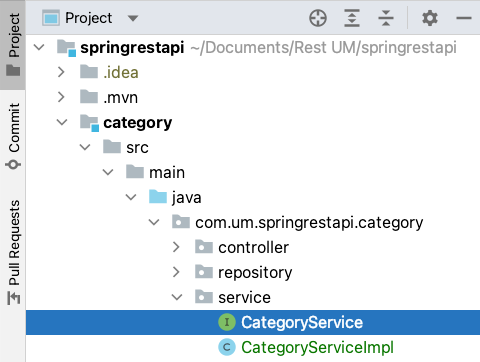 Project
springrestapi ~/Documents/Rest UM/springrestapi
.idea
.mvn
category
src
main
java
com.um.springrestapi.category
controller
repository
service
I CategoryService
C CategoryServiceImpl
Project
Commit
Pull Requests